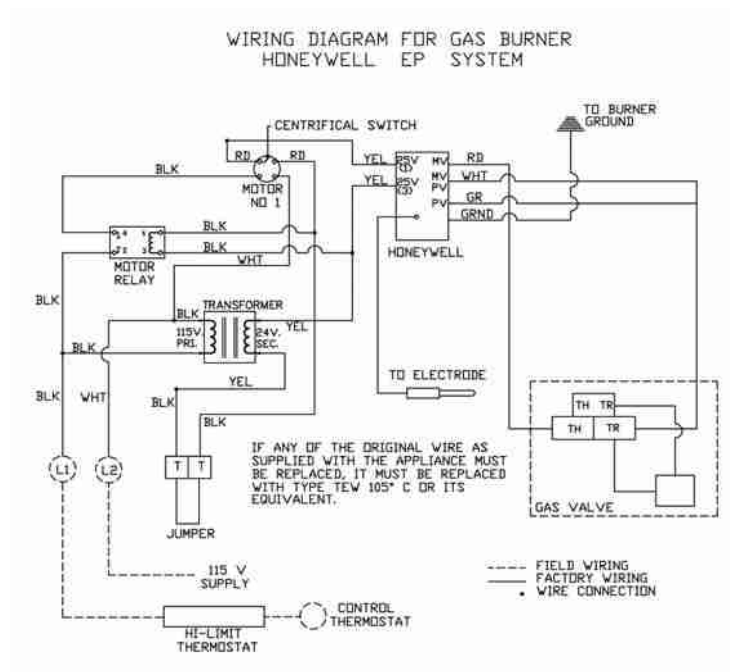 WIRING DIAGRAM FOR GAS BURNER
HONEYWELL EP SYSTEM
TO BURNER
GROUND
CENTRIFICAL SWITCH
RD
RD
BLK
MOTOR
NO 1
YEL
YEL
25V
(1)
25V
(3)
MV
MV
PV
PV
RD
WHT
GR
GRND
HONEYWELL
BLK
BLK
WHT
MOTOR
RELAY
BLK
TRANSFORMER
BLK
115V.
PRI.
24V.
SEC.
YEL
BLK
YEL
TO ELECTRODE
BLK
WHT
BLK
BLK
TH TR
TH TR
GAS VALVE
L1
L2
T T
JUMPER
IF ANY OF THE ORIGINAL WIRE AS
SUPPLIED WITH THE APPLIANCE MUST
BE REPLACED, IT MUST BE REPLACED
WITH TYPE TEW 105° C OR ITS
EQUIVALENT.
115 V
SUPPLY
FIELD WIRING
FACTORY WIRING
WIRE CONNECTION
CONTROL
THERMOSTAT
HI-LIMIT
THERMOSTAT